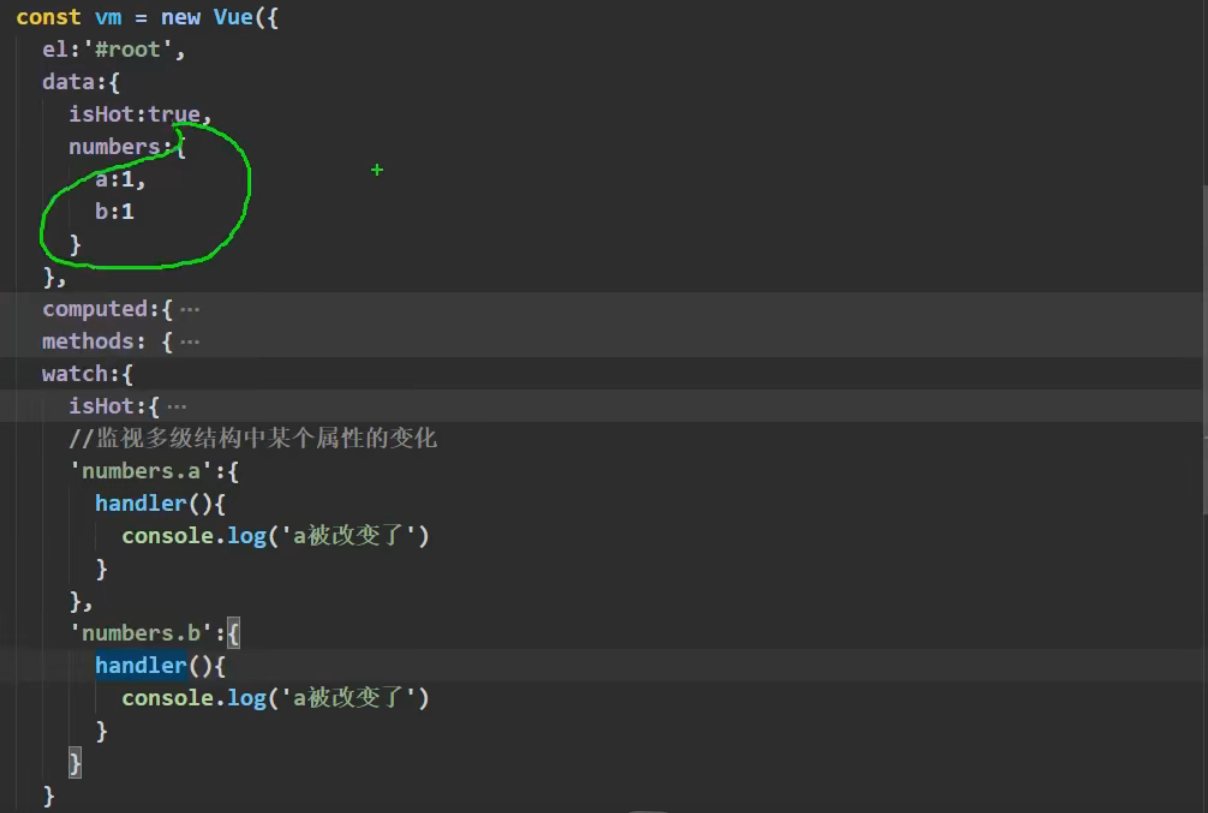 const vm = new Vue({
el:'#root',
data:{
isHot:true,
numbers:{
a:1,
b:1
}
},
computed:{ ···
methods: { ···
watch:{
isHot:{ ···
//监视多级结构中某个属性的变化
'numbers.a':{
handler(){
console.log('a被改变了')
}
},
'numbers.b':{
handler(){
console.log('a被改变了')
}
}
}